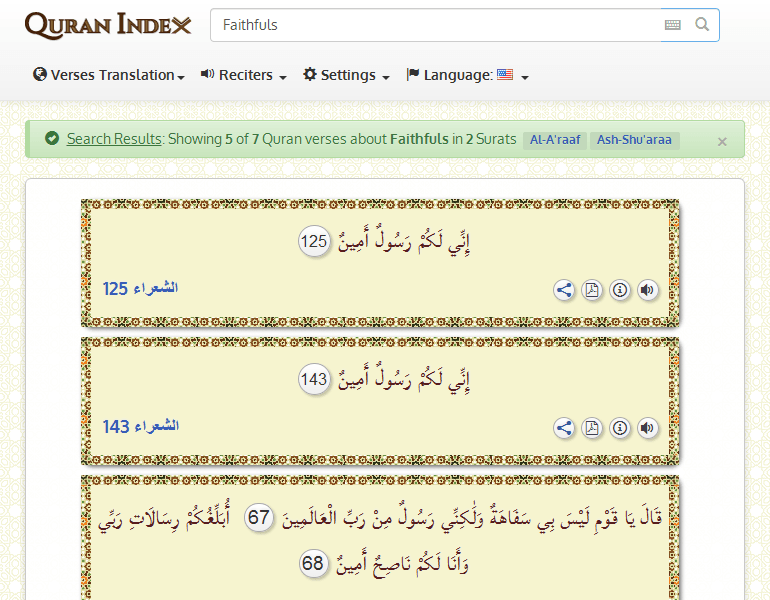 Quran Index
Faithfuls
Verses Translation Reciters Settings Language:
Search Results: Showing 5 of 7 Quran verses about Faithfuls in 2 Surats Al-A'raaf Ash-Shu'araa ×
إِنِّي لَكُمْ رَسُولٌ أَمِينٌ 125
الشعراء 125
إِنِّي لَكُمْ رَسُولٌ أَمِينٌ 143
الشعراء 143
قَالَ يَا قَوْمِ لَيْسَ بِي سَفَاهَةٌ وَلَٰكِنِّي رَسُولٌ مِنْ رَبِّ الْعَالَمِينَ 67 أُبَلِّغُكُمْ رِسَالَاتِ رَبِّي
وَأَنَا لَكُمْ نَاصِحٌ أَمِينٌ 68